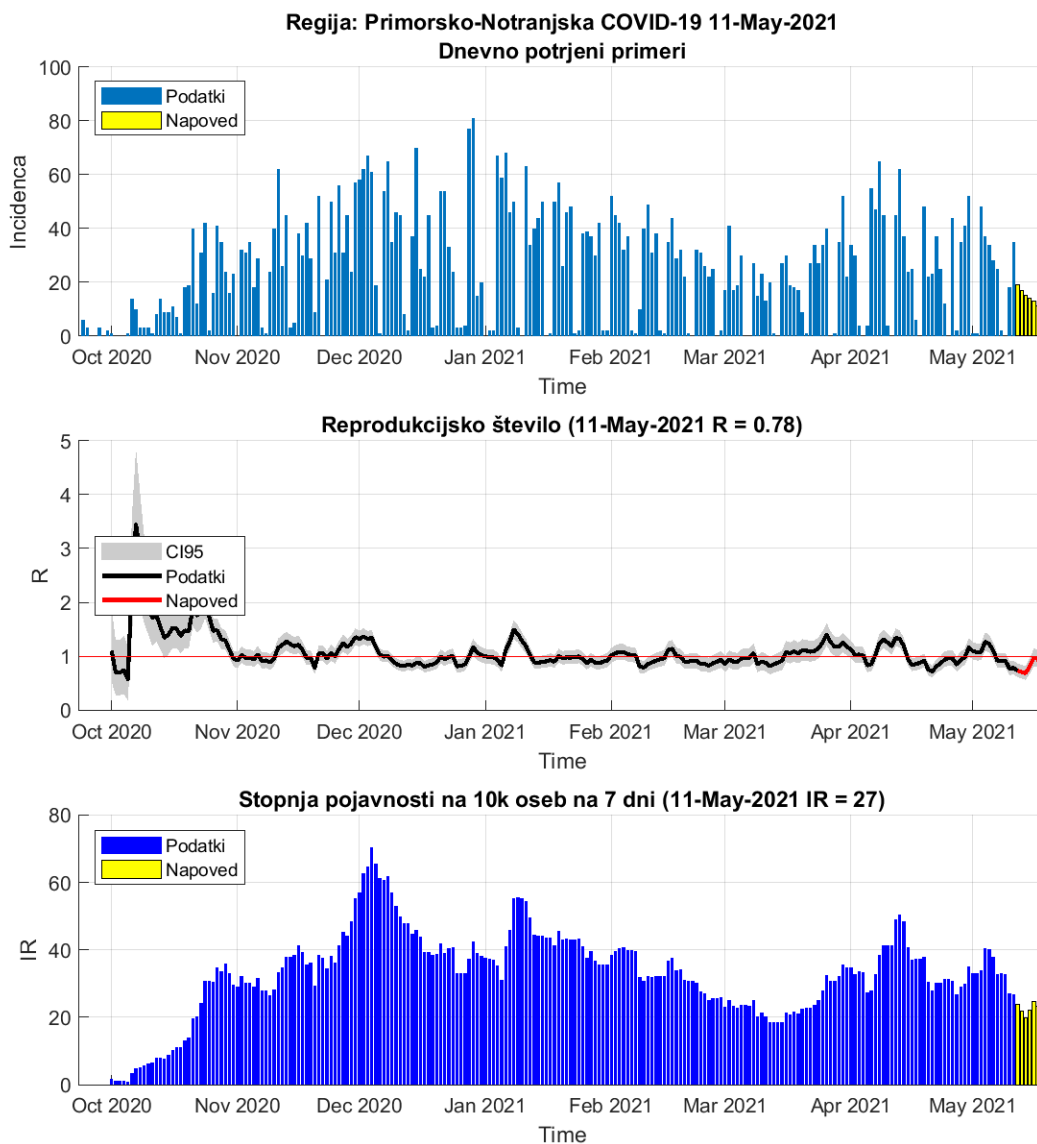 Regija: Primorsko-Notranjska COVID-19 11-May-2021
Dnevno potrjeni primeri
100
80
60
40
20
0
Incidenca
Podatki
Napoved
Oct 2020 Nov 2020 Dec 2020 Jan 2021 Feb 2021 Mar 2021 Apr 2021 May 2021
Time
Reprodukcijsko število (11-May-2021 R = 0.78)
5
4
3
2
1
0
R
CI95
Podatki
Napoved
Oct 2020 Nov 2020 Dec 2020 Jan 2021 Feb 2021 Mar 2021 Apr 2021 May 2021
Time
Stopnja pojavnosti na 10k oseb na 7 dni (11-May-2021 IR = 27)
80
60
40
20
0
IR
Podatki
Napoved
Oct 2020 Nov 2020 Dec 2020 Jan 2021 Feb 2021 Mar 2021 Apr 2021 May 2021
Time